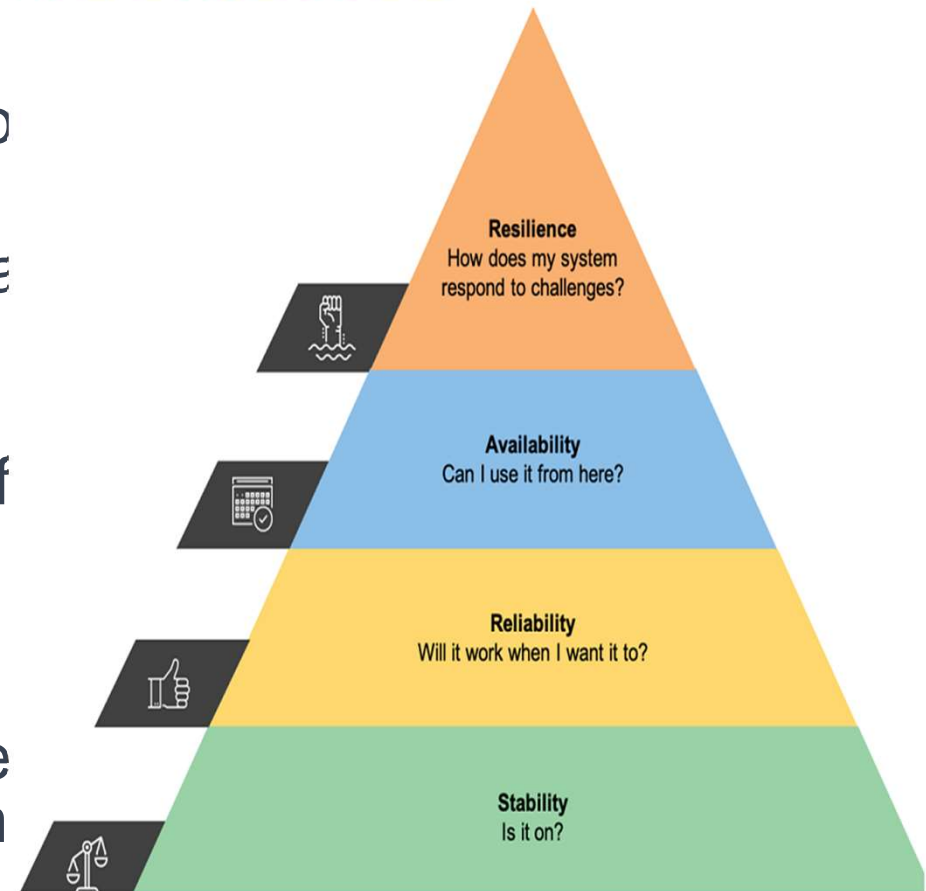 Resilience
How does my system
respond to challenges?
Availability
Can I use it from here?
Reliability
Will it work when I want it to?
Stability
Is it on?